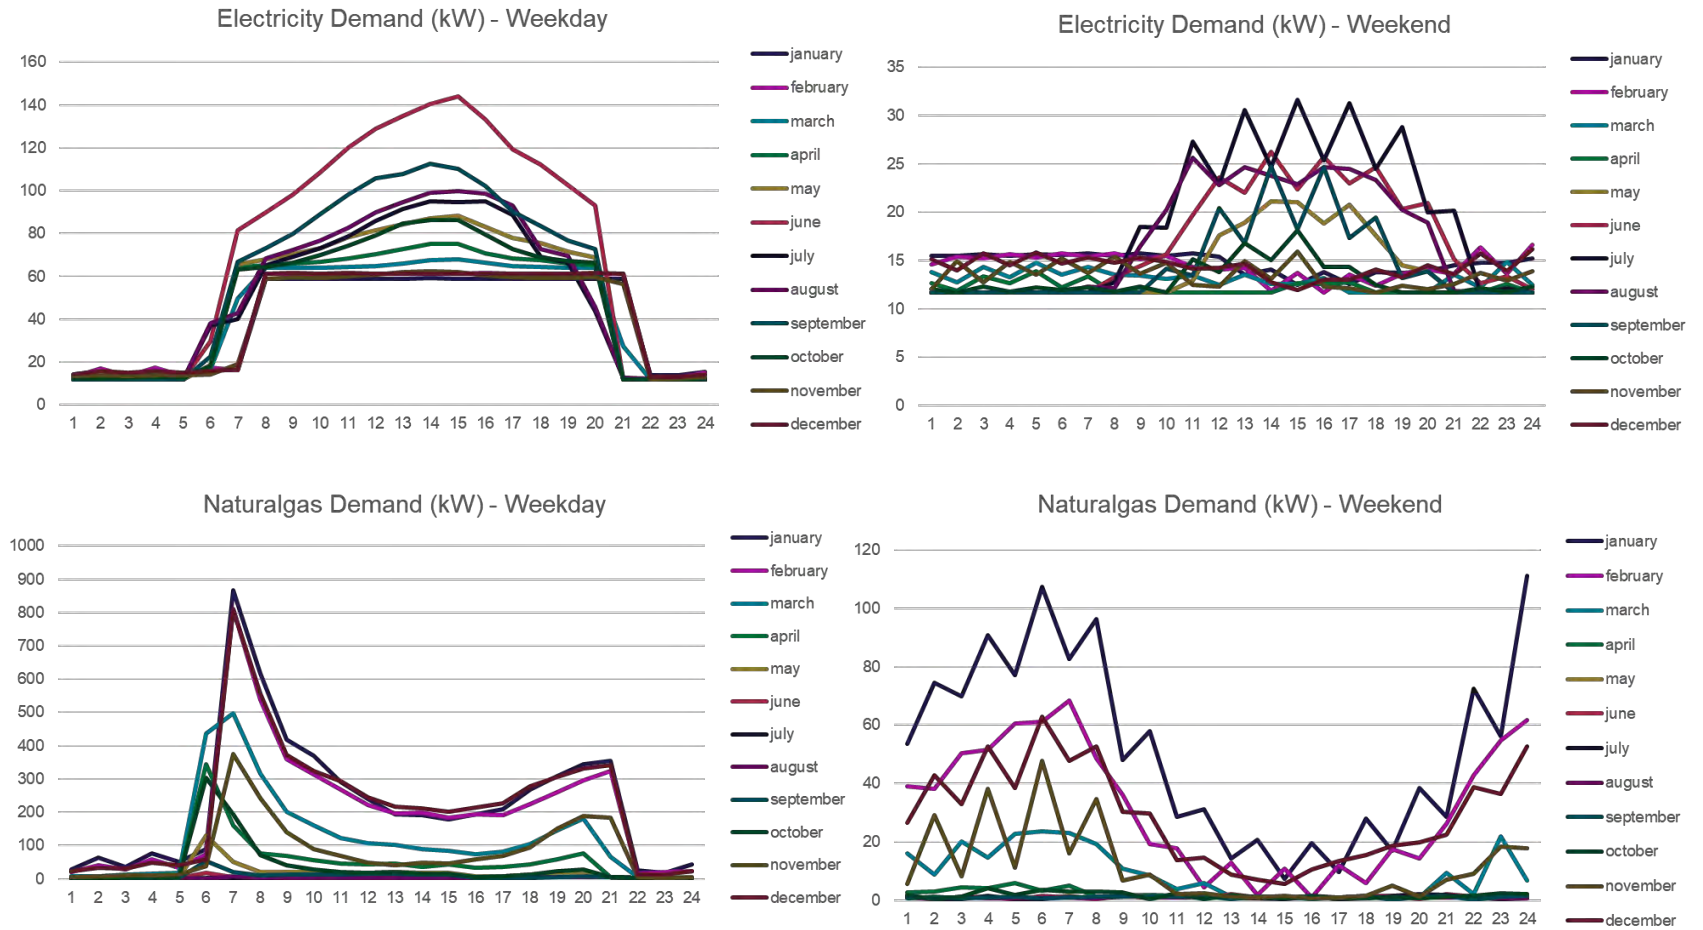 Electricity Demand (kW) - Weekday
160
140
120
100
80
60
40
20
0
1 2 3 4 5 6 7 8 9 10 11 12 13 14 15 16 17 18 19 20 21 22 23 24
january
february
march
april
may
june
july
august
september
october
november
december
Electricity Demand (kW) - Weekend
35
30
25
20
15
10
5
0
1 2 3 4 5 6 7 8 9 10 11 12 13 14 15 16 17 18 19 20 21 22 23 24
january
february
march
april
may
june
july
august
september
october
november
december
Naturalgas Demand (kW) - Weekday
1000
900
800
700
600
500
400
300
200
100
0
1 2 3 4 5 6 7 8 9 10 11 12 13 14 15 16 17 18 19 20 21 22 23 24
january
february
march
april
may
june
july
august
september
october
november
december
Naturalgas Demand (kW) - Weekend
120
100
80
60
40
20
0
1 2 3 4 5 6 7 8 9 10 11 12 13 14 15 16 17 18 19 20 21 22 23 24
january
february
march
april
may
june
july
august
september
october
november
december